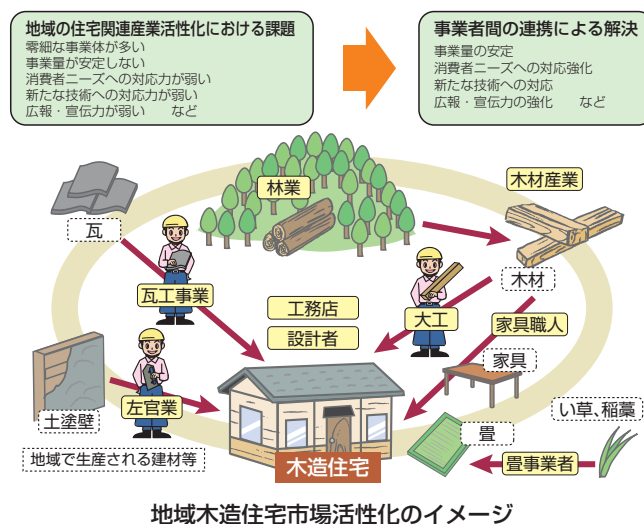 地域の住宅関連産業活性化における課題
零細な事業体が多い
事業量が安定しない
消費者ニーズへの対応力が弱い
新たな技術への対応力が弱い
広報・宣伝力が弱い　など
事業者間の連携による解決
事業量の安定
消費者ニーズへの対応強化
新たな技術への対応
広報・宣伝力の強化　など
林業
木材産業
瓦
木材
瓦工事業
工務店
大工
設計者
家具職人
家具
土塗壁
左官業
い草、稲藁
畳
地域で生産される建材等
木造住宅
畳事業者
地域木造住宅市場活性化のイメージ